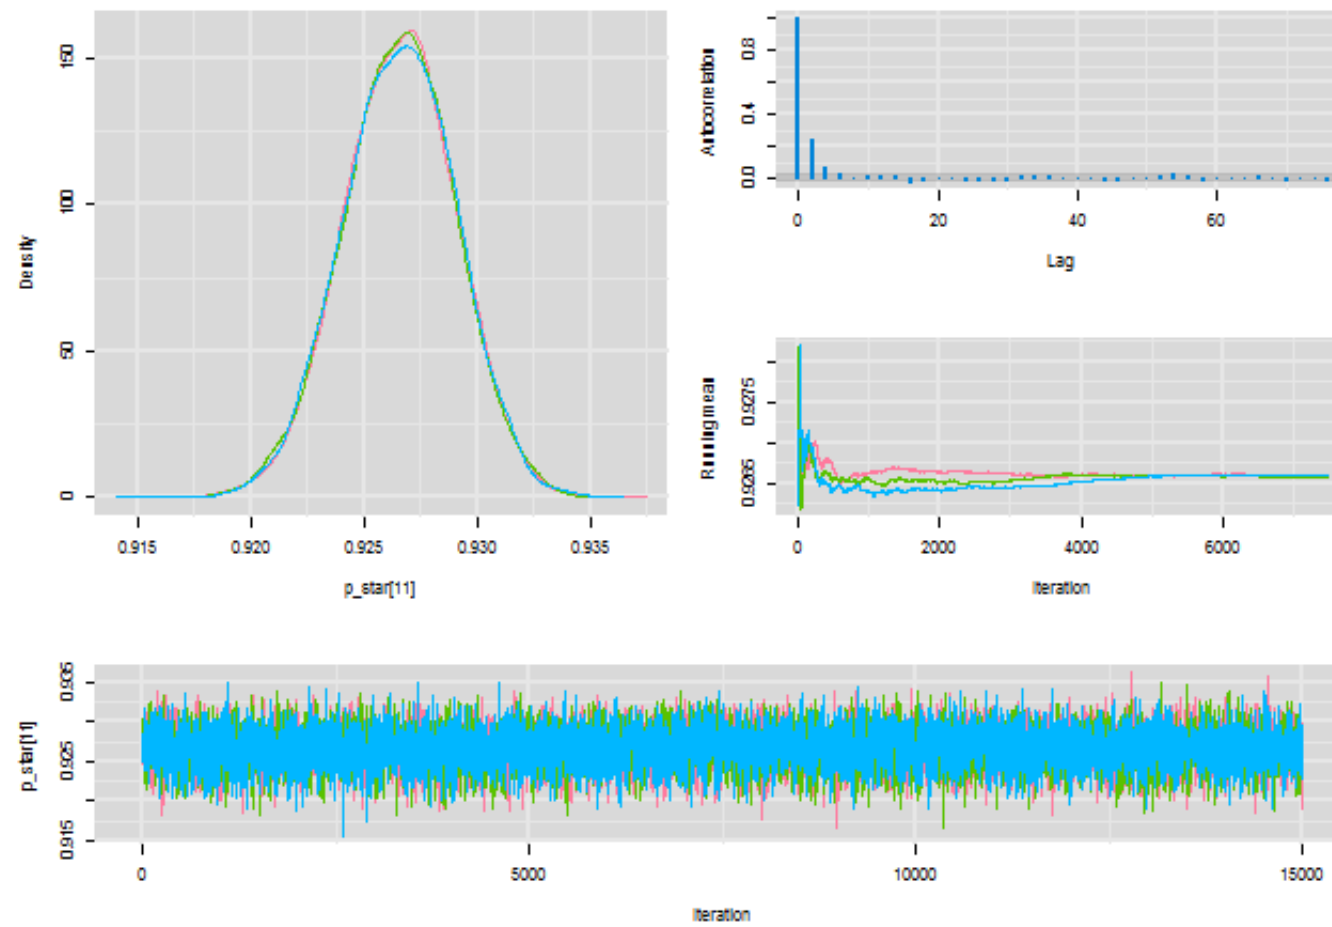 150
100
50
0
Density
0.915 0.920 0.925 0.930 0.935
p_star[11]
0.8
0.4
0.0
Autocorrelation
0 20 40 60
Lag
0.9275
0.9265
Running mean
0 2000 4000 6000
Iteration
0.935
0.925
0.915
p_star[11]
0 5000 10000 15000
Iteration